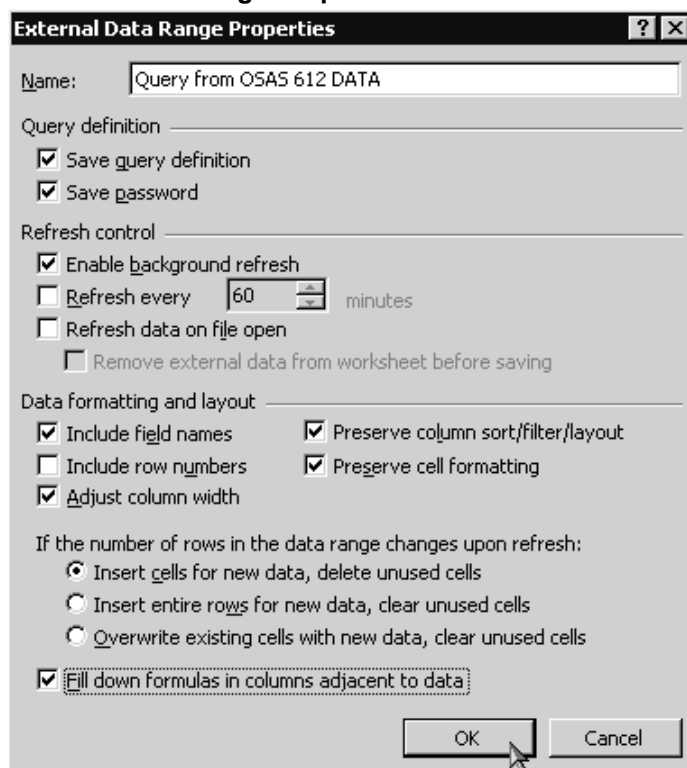 External Data Range Properties
Name: Query from OSAS 612 DATA
Query definition
Save query definition
Save password
Refresh control
Enable background refresh
Refresh every 60 minutes
Refresh data on file open
Remove external data from worksheet before saving
Data formatting and layout
Include field names Preserve column sort/filter/layout
Include row numbers Preserve cell formatting
Adjust column width
If the number of rows in the data range changes upon refresh:
Insert cells for new data, delete unused cells
Insert entire rows for new data, clear unused cells
Overwrite existing cells with new data, clear unused cells
Fill down formulas in columns adjacent to data
OK Cancel